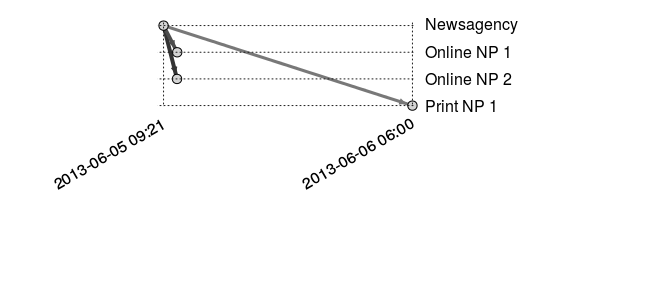 Newsagency
Online NP 1
Online NP 2
Print NP 1
2013-06-05 09:21
2013-06-06 06:00